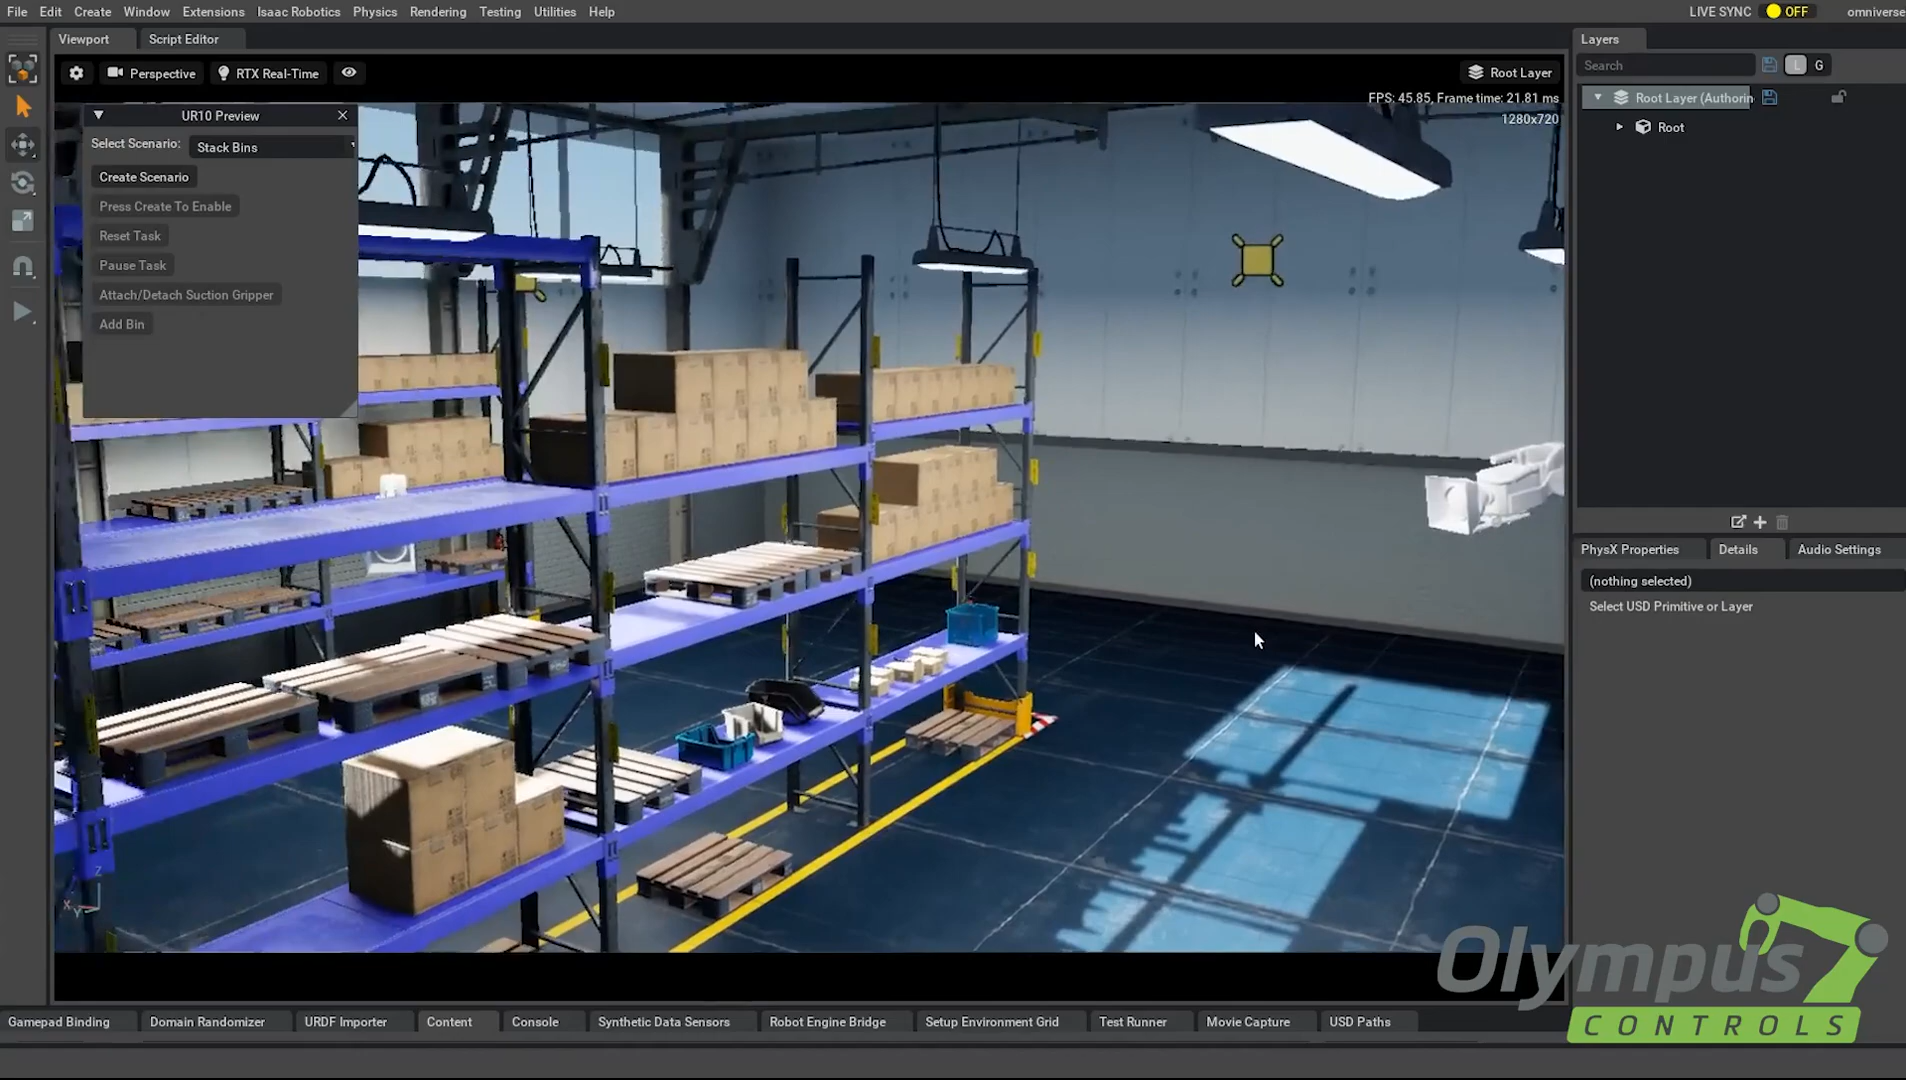 File Edit Create Window Extensions Isaac Robotics Physics Rendering Testing Utilities Help LIVE SYNC OFF omniverse
Viewport Script Editor Layers
Perspective RTX Real-Time Root Layer
Search L G
FPS: 45.85, Frame time: 21.81 ms
1280x720
Root Layer (Authorin
Root
UR10 Preview
Select Scenario: Stack Bins
Create Scenario
Press Create To Enable
Reset Task
Pause Task
Attach/Detach Suction Gripper
Add Bin
PhysX Properties Details Audio Settings
(nothing selected)
Select USD Primitive or Layer
Z
X Y
Olympus
CONTROLS
Gamepad Binding Domain Randomizer URDF Importer Content Console Synthetic Data Sensors Robot Engine Bridge Setup Environment Grid Test Runner Movie Capture USD Paths